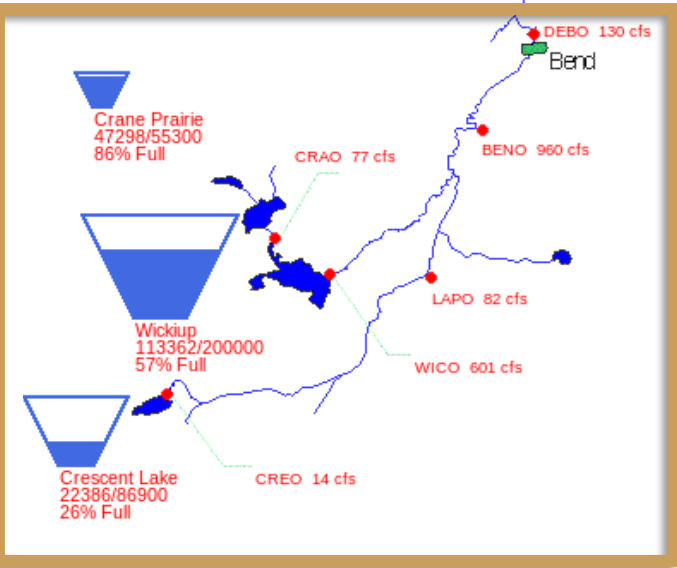 DEBO 130 cfs
Bend
Crane Prairie
47298/55300
86% Full
BENO 960 cfs
CRAO 77 cfs
LAPO 82 cfs
Wickiup
113362/200000
57% Full
WICO 601 cfs
Crescent Lake
22386/86900
26% Full
CREO 14 cfs